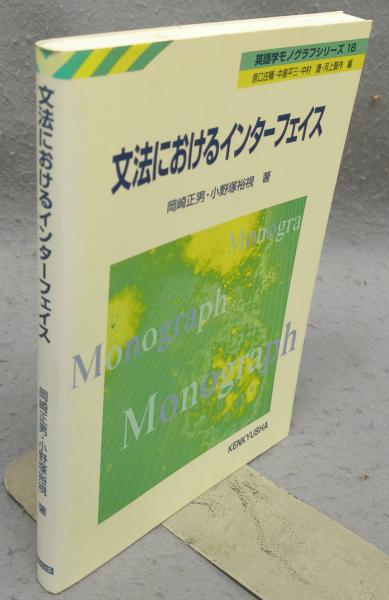 英語学モノグラフシリーズ 18
原口庄輔・中島平三・中村 捷・河上誓作 編
文法におけるインターフェイス
岡崎正男・小野塚裕視 著
Monogra
Monograph
Monograph
KENKYUSHA
文法におけるインターフェイス
岡崎正男・小野塚裕視 著